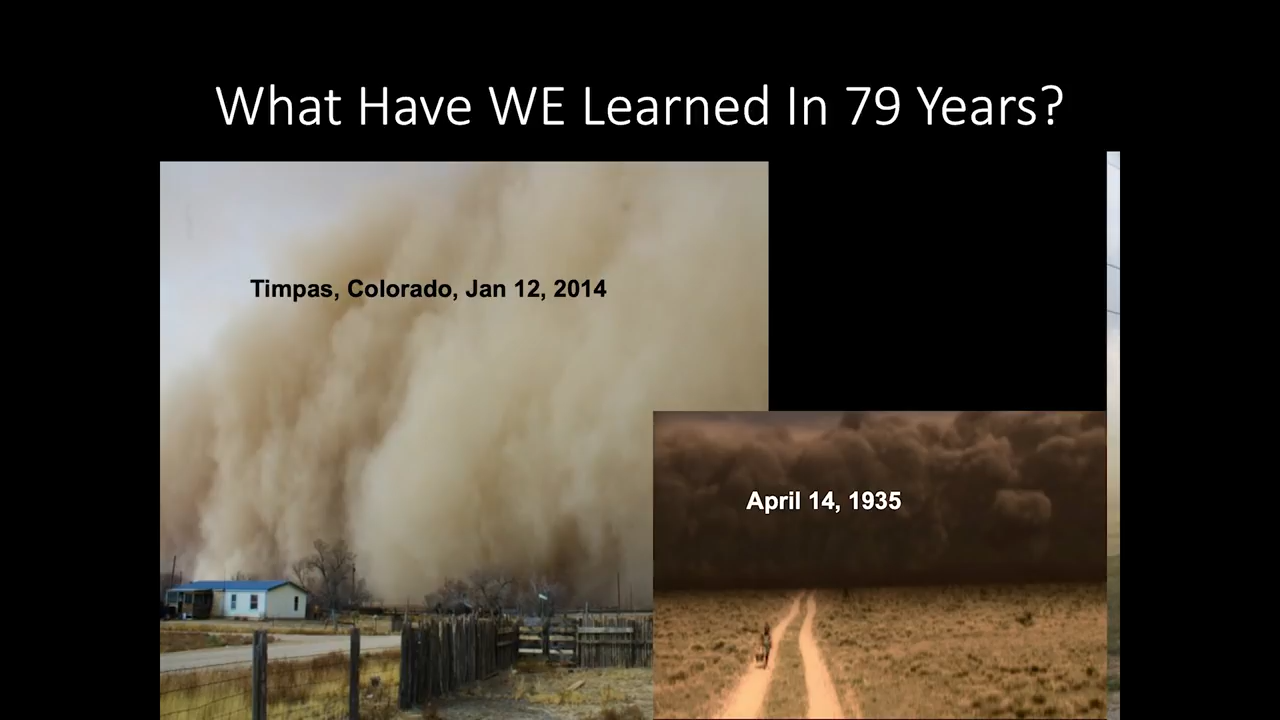 What Have WE Learned In 79 Years?
Timpas, Colorado, Jan 12, 2014
April 14, 1935